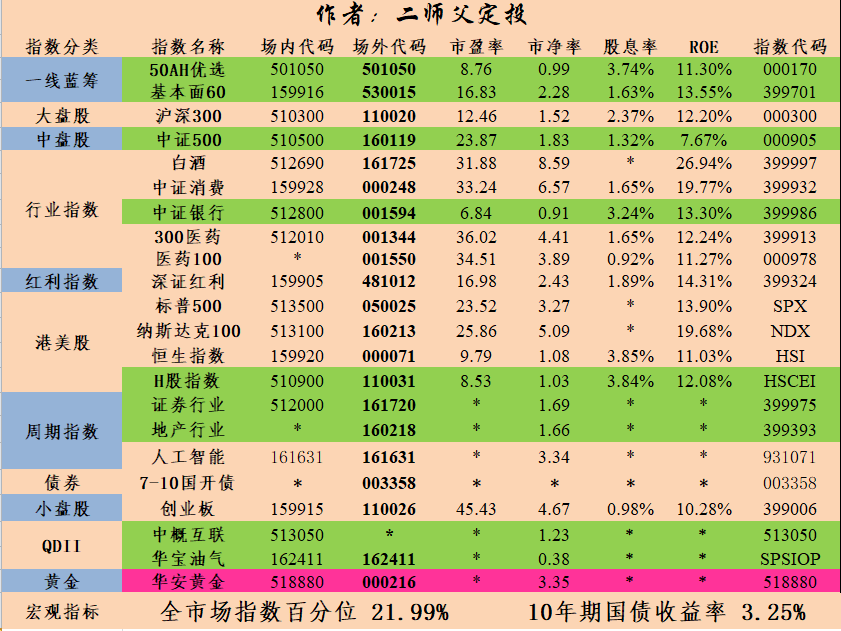 作者：二师父定投
指数分类 指数名称 场内代码 场外代码 市盈率 市净率 股息率 ROE 指数代码
一线蓝筹 50AH优选 501050 501050 8.76 0.99 3.74% 11.30% 000170
基本面60 159916 530015 16.83 2.28 1.63% 13.55% 399701
大盘股 沪深300 510300 110020 12.46 1.52 2.37% 12.20% 000300
中盘股 中证500 510500 160119 23.87 1.83 1.32% 7.67% 000905
行业指数 白酒 512690 161725 31.88 8.59 * 26.94% 399997
中证消费 159928 000248 33.24 6.57 1.65% 19.77% 399932
中证银行 512800 001594 6.84 0.91 3.24% 13.30% 399986
300医药 512010 001344 36.02 4.41 1.65% 12.24% 399913
医药100 * 001550 34.51 3.89 0.92% 11.27% 000978
红利指数 深证红利 159905 481012 16.98 2.43 1.89% 14.31% 399324
港美股 标普500 513500 050025 23.52 3.27 * 13.90% SPX
纳斯达克100 513100 160213 25.86 5.09 * 19.68% NDX
恒生指数 159920 000071 9.79 1.08 3.85% 11.03% HSI
H股指数 510900 110031 8.53 1.03 3.84% 12.08% HSCEI
周期指数 证券行业 512000 161720 * 1.69 * * 399975
地产行业 * 160218 * 1.66 * * 399393
人工智能 161631 161631 * 3.34 * * 931071
债券 7-10国开债 * 003358 * * * * 003358
小盘股 创业板 159915 110026 45.43 4.67 0.98% 10.28% 399006
QDII 中概互联 513050 * * 1.23 * * 513050
华宝油气 162411 162411 * 0.38 * * SPSIOP
黄金 华安黄金 518880 000216 * 3.35 * * 518880
宏观指标 全市场指数百分位 21.99% 10年期国债收益率 3.25%